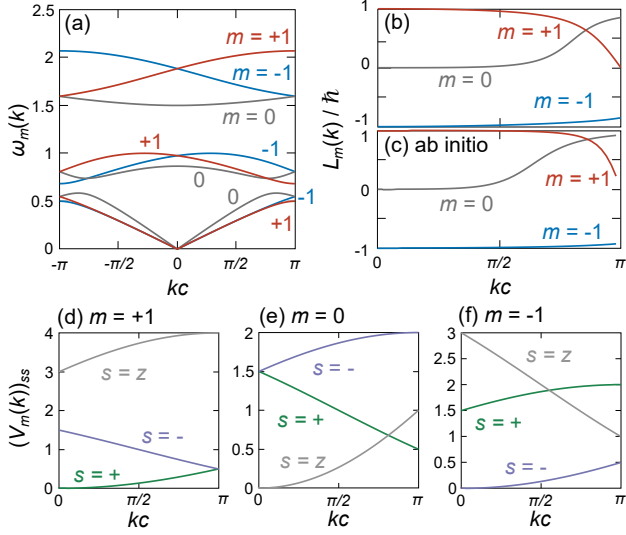 (a)
m = +1
m = -1
m = 0
+1
-1
0
0
-1
+1
ω_m(k)
2.5
2
1.5
1
0.5
0
-π
-π/2
0
π/2
π
kc
(b)
m = +1
m = 0
m = -1
L_m(k) / ħ
1
0
-1
(c) ab initio
m = +1
m = 0
m = -1
1
0
-1
0
π/2
π
kc
(d) m = +1
s = z
s = -
s = +
(V_m(k))_ss
4
3
2
1
0
0
π/2
π
kc
(e) m = 0
s = -
s = +
s = z
2
1.5
1
0.5
0
0
π/2
π
kc
(f) m = -1
s = z
s = +
s = -
3
2.5
2
1.5
1
0.5
0
0
π/2
π
kc